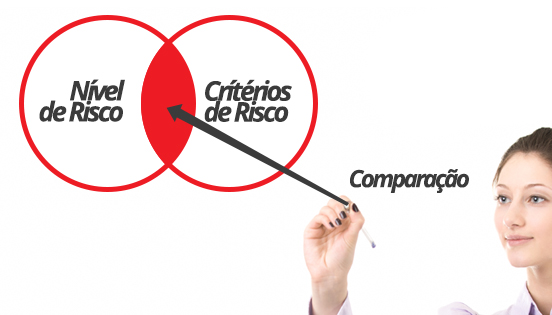 Nível
de Risco
Critérios
de Risco
Comparação